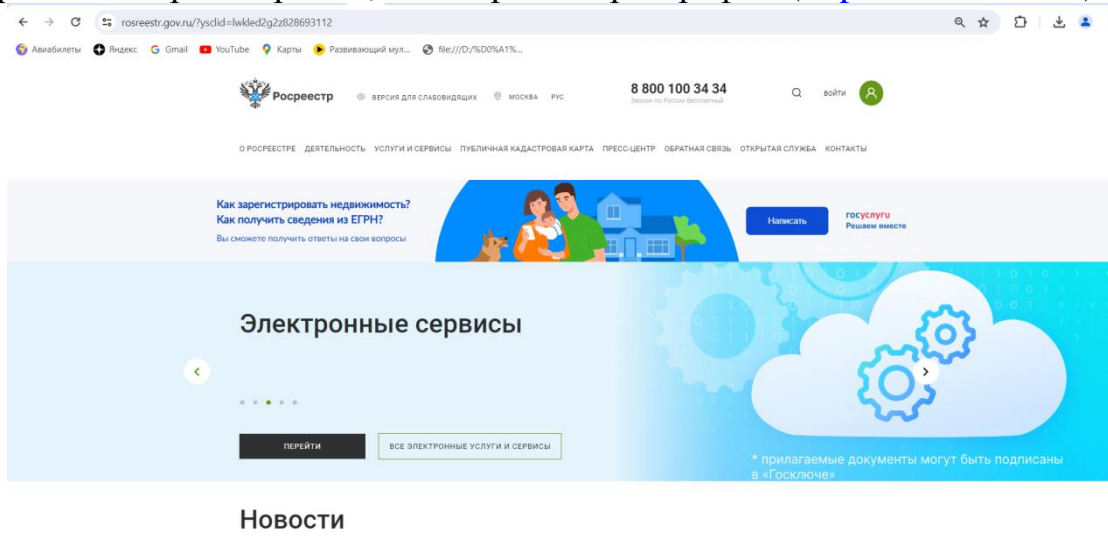 rosreestr.gov.ru/?ysclid=lwkled2g2z828693112
Авиабилеты Яндекс Gmail YouTube Карты Развивающий мул... file:///D:/%D0%A1%...
Росреестр ВЕРСИЯ ДЛЯ СЛАБОВИДЯЩИХ МОСКВА РУС 8 800 100 34 34 ВОЙТИ
Звонок по России бесплатный
О РОСРЕЕСТРЕ ДЕЯТЕЛЬНОСТЬ УСЛУГИ И СЕРВИСЫ ПУБЛИЧНАЯ КАДАСТРОВАЯ КАРТА ПРЕСС-ЦЕНТР ОБРАТНАЯ СВЯЗЬ ОТКРЫТАЯ СЛУЖБА КОНТАКТЫ
Как зарегистрировать недвижимость?
Как получить сведения из ЕГРН?
Вы сможете получить ответы на свои вопросы
Написать
госуслуги
Решаем вместе
Электронные сервисы
ПЕРЕЙТИ ВСЕ ЭЛЕКТРОННЫЕ УСЛУГИ И СЕРВИСЫ
* прилагаемые документы могут быть подписаны
в «Госключе»
Новости